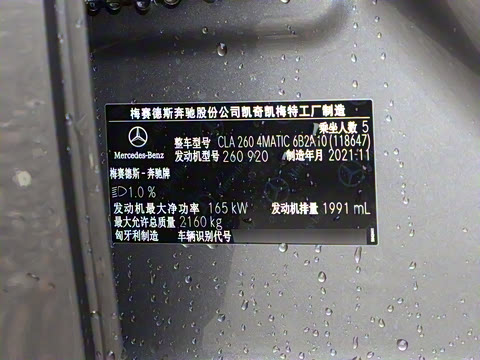 梅赛德斯奔驰股份公司凯奇凯梅特工厂制造
乘坐人数 5
整车型号 CLA 260 4MATIC 6B2A10 (118647)
Mercedes-Benz 发动机型号 260 920 制造年月 2021-11
梅赛德斯-奔驰牌
1.0 %
发动机最大净功率 165 kW 发动机排量 1991 mL
最大允许总质量 2160 kg
匈牙利制造 车辆识别代号